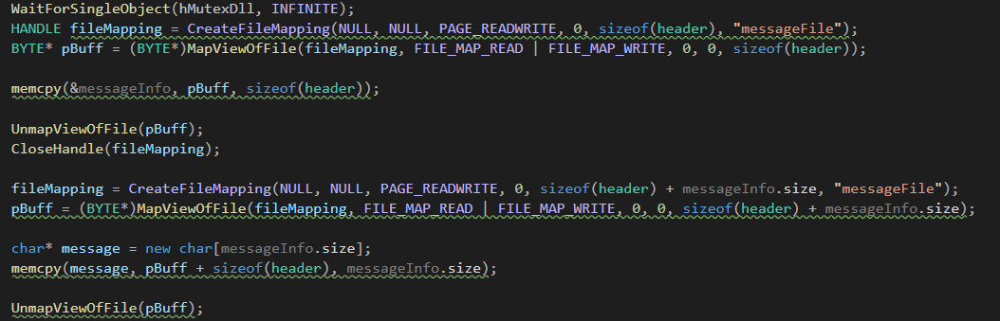 WaitForSingleObject(hMutexDll, INFINITE);
HANDLE fileMapping = CreateFileMapping(NULL, NULL, PAGE_READWRITE, 0, sizeof(header), "messageFile");
BYTE* pBuff = (BYTE*)MapViewOfFile(fileMapping, FILE_MAP_READ | FILE_MAP_WRITE, 0, 0, sizeof(header));
memcpy(&messageInfo, pBuff, sizeof(header));
UnmapViewOfFile(pBuff);
CloseHandle(fileMapping);
fileMapping = CreateFileMapping(NULL, NULL, PAGE_READWRITE, 0, sizeof(header) + messageInfo.size, "messageFile");
pBuff = (BYTE*)MapViewOfFile(fileMapping, FILE_MAP_READ | FILE_MAP_WRITE, 0, 0, sizeof(header) + messageInfo.size);
char* message = new char[messageInfo.size];
memcpy(message, pBuff + sizeof(header), messageInfo.size);
UnmapViewOfFile(pBuff);